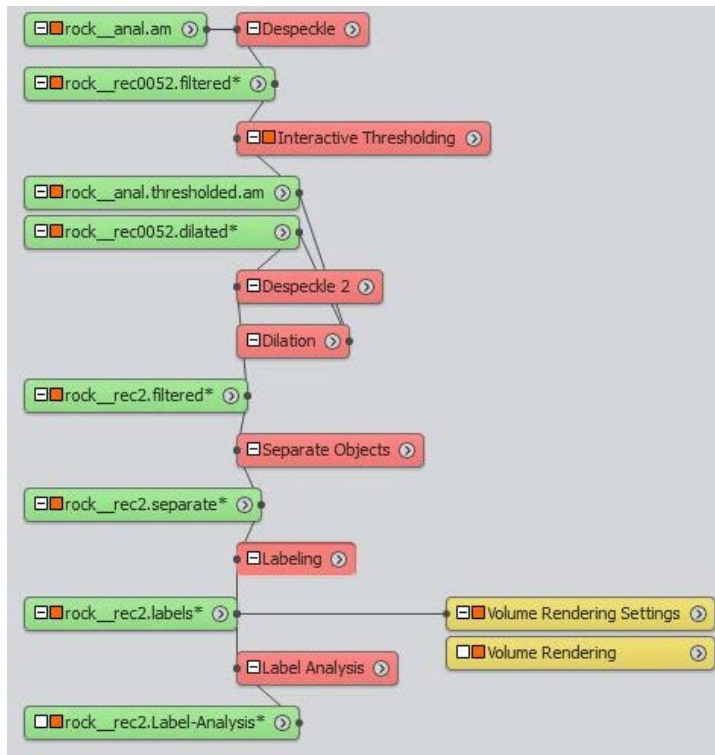 rock__anal.am
Despeckle
rock__rec0052.filtered*
Interactive Thresholding
rock__anal.thresholded.am
rock__rec0052.dilated*
Despeckle 2
Dilation
rock__rec2.filtered*
Separate Objects
rock__rec2.separate*
Labeling
rock__rec2.labels*
Volume Rendering Settings
Volume Rendering
Label Analysis
rock__rec2.Label-Analysis*